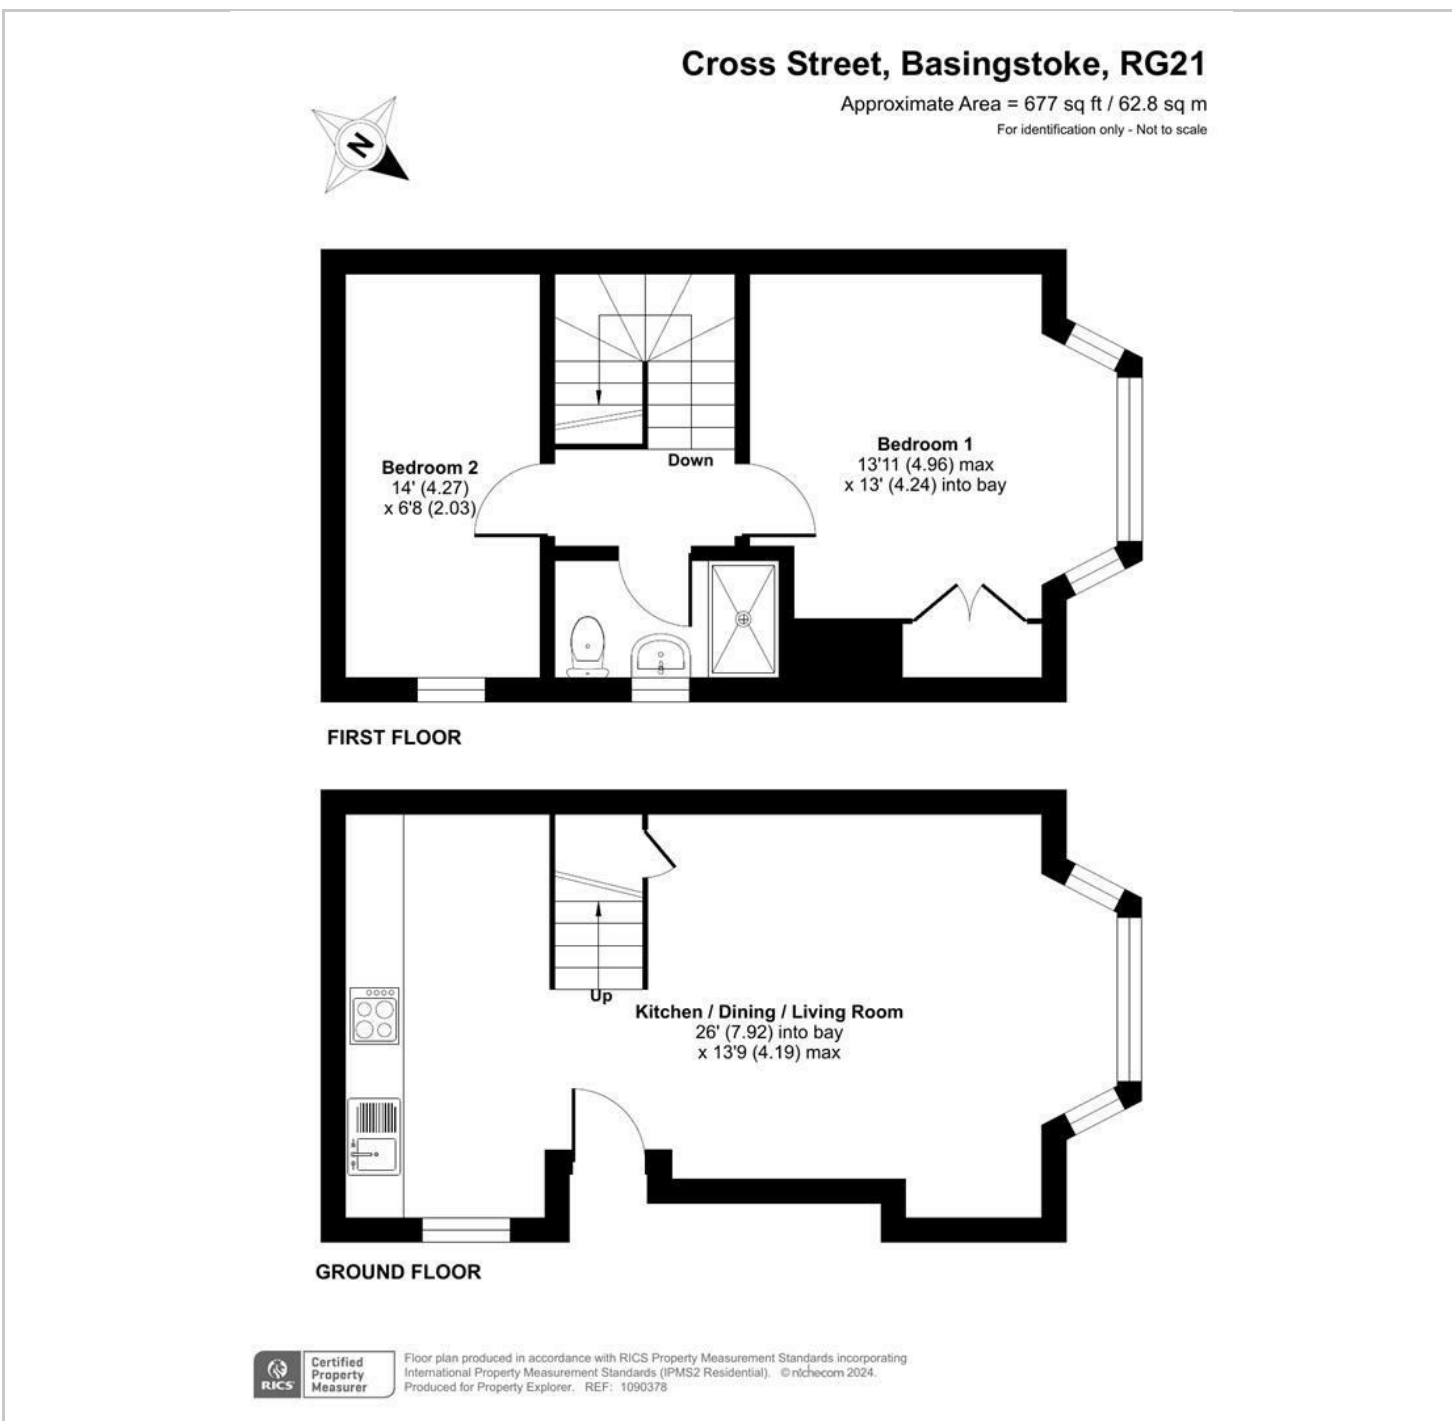 Cross Street, Basingstoke, RG21
Approximate Area = 677 sq ft / 62.8 sq m
For identification only - Not to scale
N
Bedroom 2
14' (4.27)
x 6'8 (2.03)
Down
Bedroom 1
13'11 (4.96) max
x 13' (4.24) into bay
FIRST FLOOR
Up
Kitchen / Dining / Living Room
26' (7.92) into bay
x 13'9 (4.19) max
GROUND FLOOR
RICS
Certified
Property
Measurer
Floor plan produced in accordance with RICS Property Measurement Standards incorporating
International Property Measurement Standards (IPMS2 Residential). © nichecom 2024.
Produced for Property Explorer. REF: 1090378